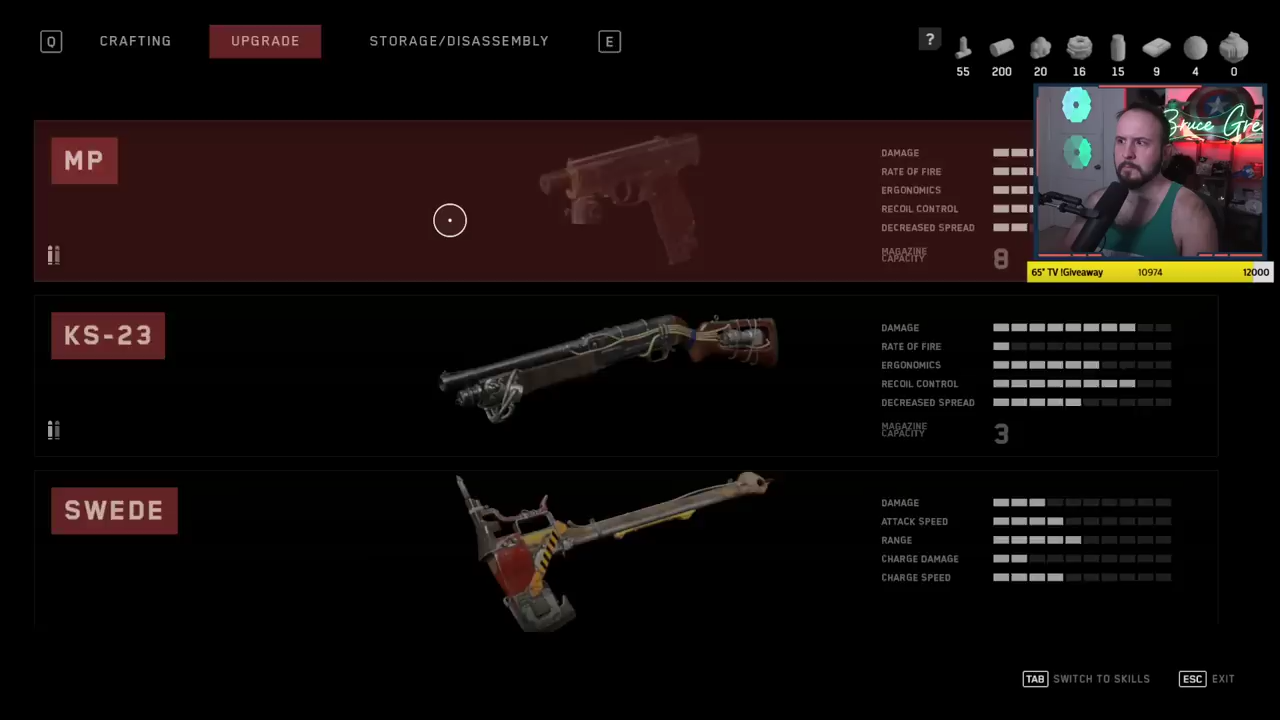 Q CRAFTING UPGRADE STORAGE/DISASSEMBLY E ?
55 200 20 16 15 9 4 0
Bruce Gre
MP
DAMAGE
RATE OF FIRE
ERGONOMICS
RECOIL CONTROL
DECREASED SPREAD
MAGAZINE
CAPACITY 8
65" TV !Giveaway 10974 12000
KS-23
DAMAGE
RATE OF FIRE
ERGONOMICS
RECOIL CONTROL
DECREASED SPREAD
MAGAZINE
CAPACITY 3
SWEDE
DAMAGE
ATTACK SPEED
RANGE
CHARGE DAMAGE
CHARGE SPEED
TAB SWITCH TO SKILLS ESC EXIT